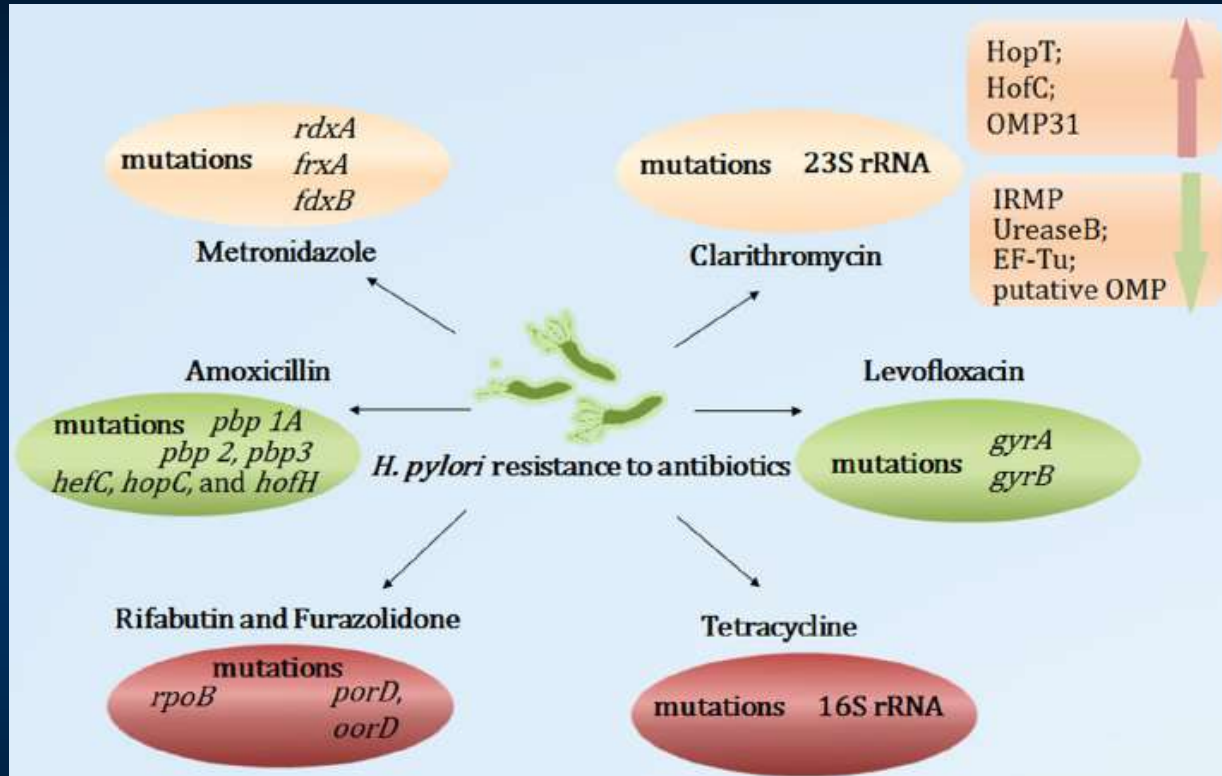 HopT;
HofC;
OMP31
IRMP
UreaseB;
EF-Tu;
putative OMP
mutations
rdxA
frxA
fdxB
Metronidazole
mutations 23S rRNA
Clarithromycin
Amoxicillin
mutations pbp 1A
pbp 2, pbp3
hefC, hopC, and hofH
Levofloxacin
mutations
gyrA
gyrB
H. pylori resistance to antibiotics
Rifabutin and Furazolidone
mutations
rpoB porD,
oorD
Tetracycline
mutations 16S rRNA